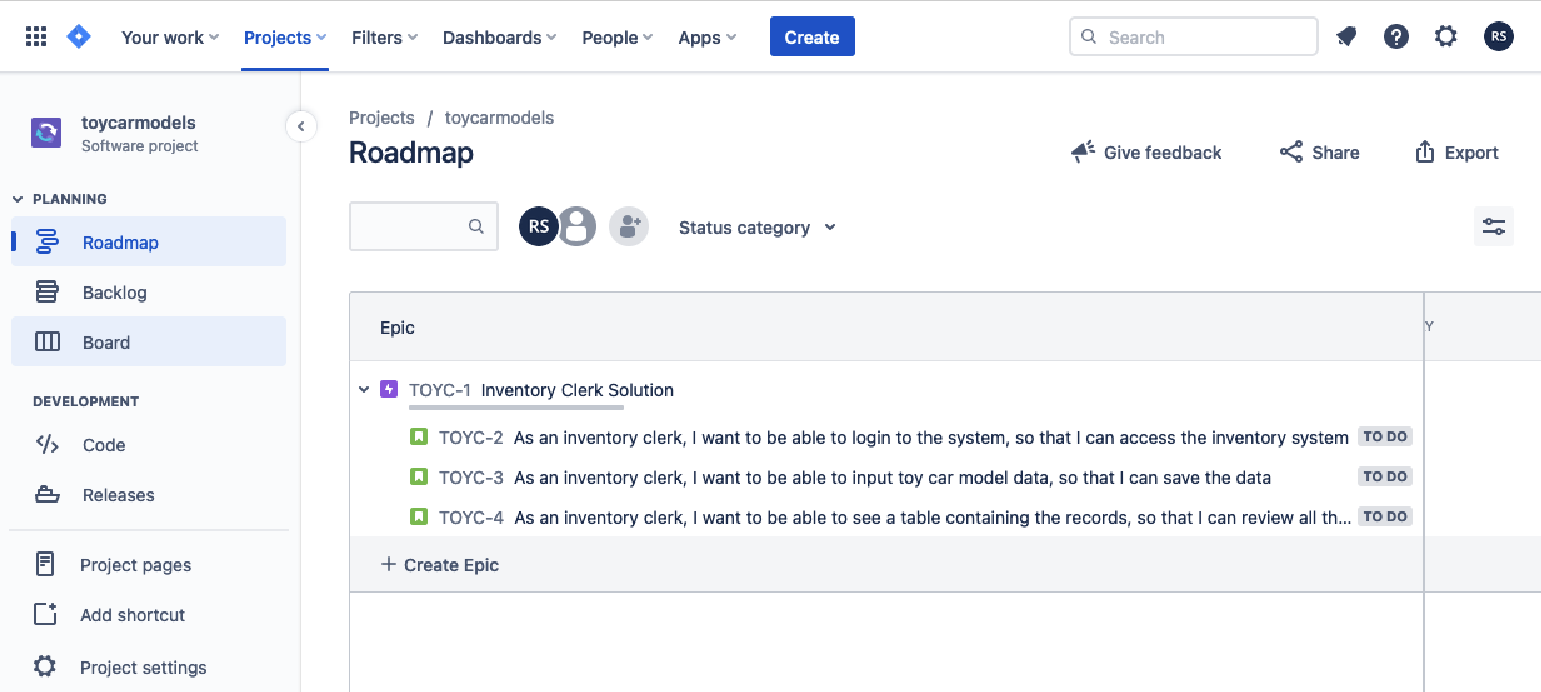 Your work Projects Filters Dashboards People Apps Create Search RS
toycarmodels
Software project
PLANNING
Roadmap
Backlog
Board
DEVELOPMENT
Code
Releases
Project pages
Add shortcut
Project settings
Projects / toycarmodels
Roadmap
Give feedback Share Export
RS Status category
Epic Y
TOYC-1 Inventory Clerk Solution
TOYC-2 As an inventory clerk, I want to be able to login to the system, so that I can access the inventory system TO DO
TOYC-3 As an inventory clerk, I want to be able to input toy car model data, so that I can save the data TO DO
TOYC-4 As an inventory clerk, I want to be able to see a table containing the records, so that I can review all th... TO DO
+ Create Epic